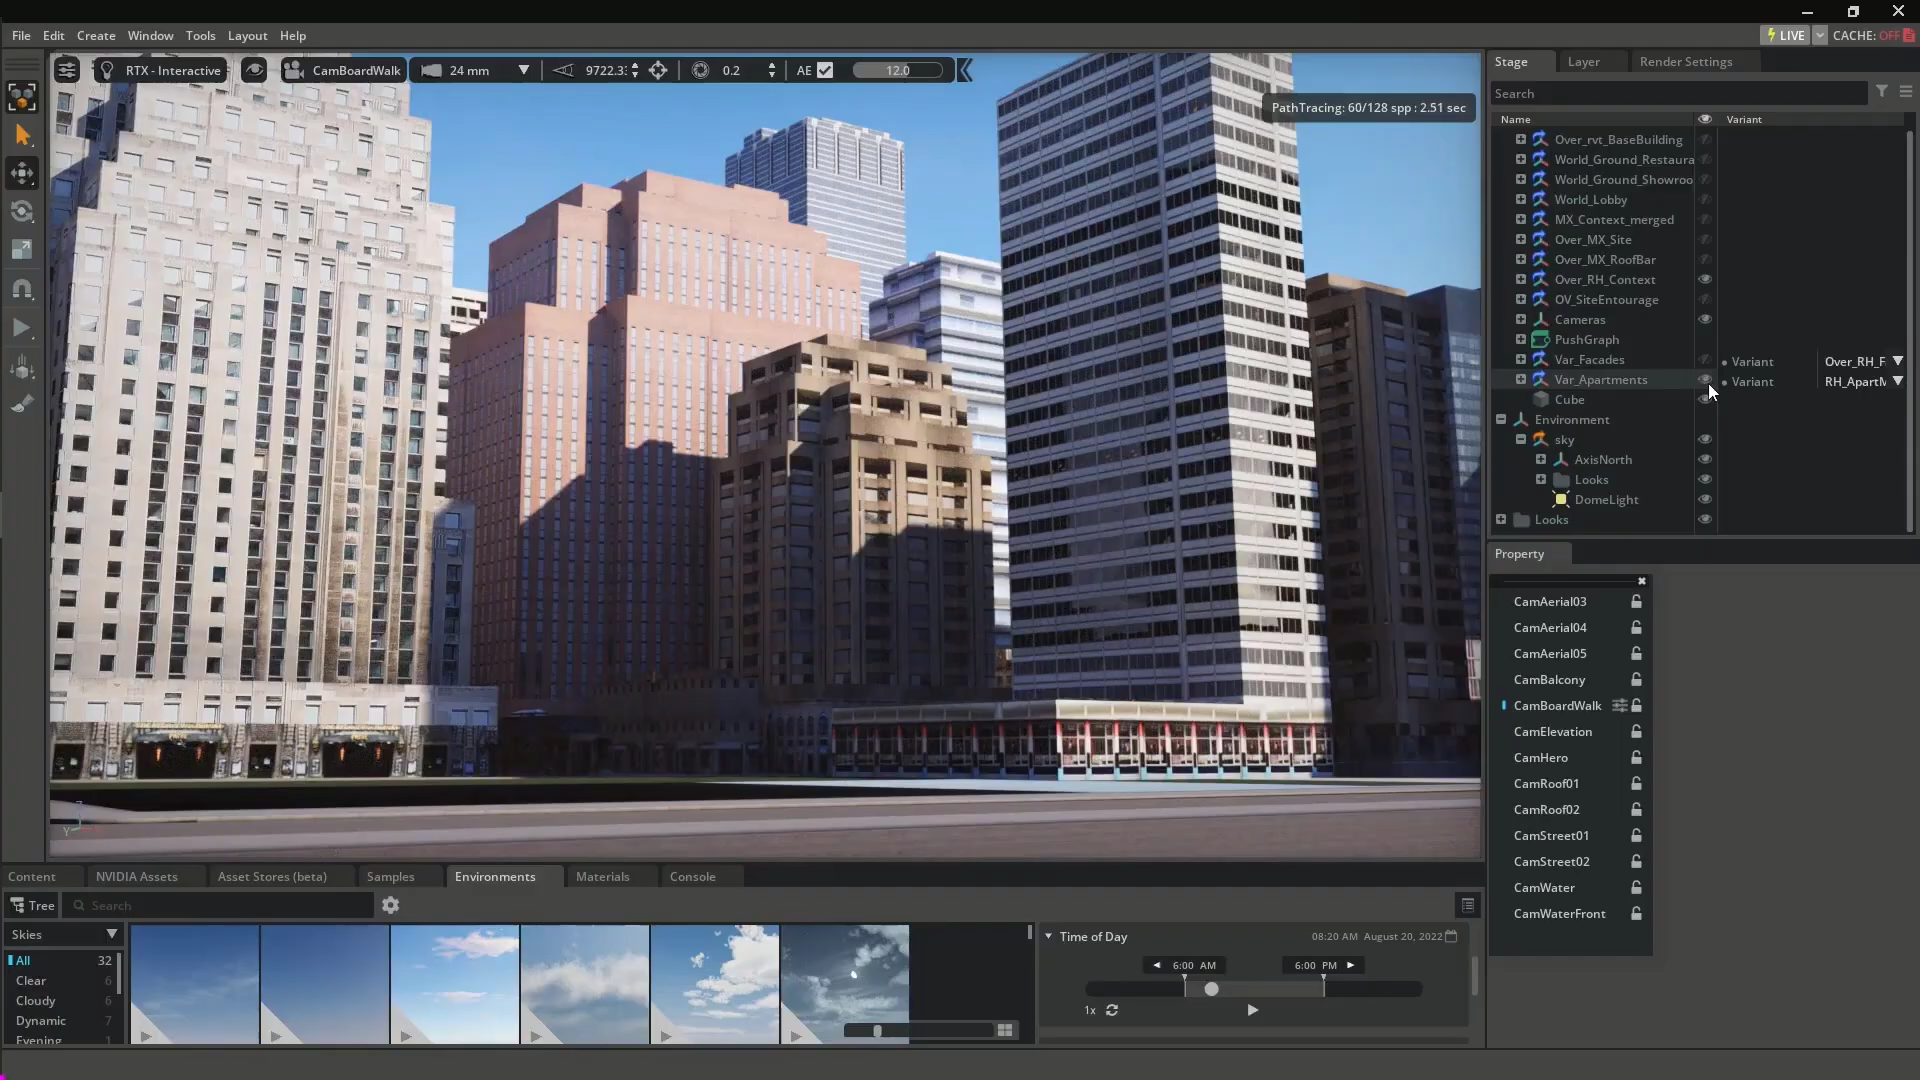 File Edit Create Window Tools Layout Help
LIVE CACHE: OFF
RTX - Interactive CamBoardWalk 24 mm 9722.3 0.2 AE 12.0
PathTracing: 60/128 spp : 2.51 sec
Stage Layer Render Settings
Search
Name Variant
Over_rvt_BaseBuilding
World_Ground_Restaura
World_Ground_Showroo
World_Lobby
MX_Context_merged
Over_MX_Site
Over_MX_RoofBar
Over_RH_Context
OV_SiteEntourage
Cameras
PushGraph
Var_Facades Variant Over_RH_F
Var_Apartments Variant
Cube
Environment
sky
AxisNorth
Looks
DomeLight
Looks
Property
CamAerial03
CamAerial04
CamAerial05
CamBalcony
CamBoardWalk
CamElevation
CamHero
CamRoof01
CamRoof02
CamStreet01
CamStreet02
CamWater
CamWaterFront
Y
Content NVIDIA Assets Asset Stores (beta) Samples Environments Materials Console
Tree Search
Skies
All 32
Clear 6
Cloudy 6
Dynamic 7
Evening 1
Time of Day 08:20 AM August 20, 2022
6:00 AM 6:00 PM
1x